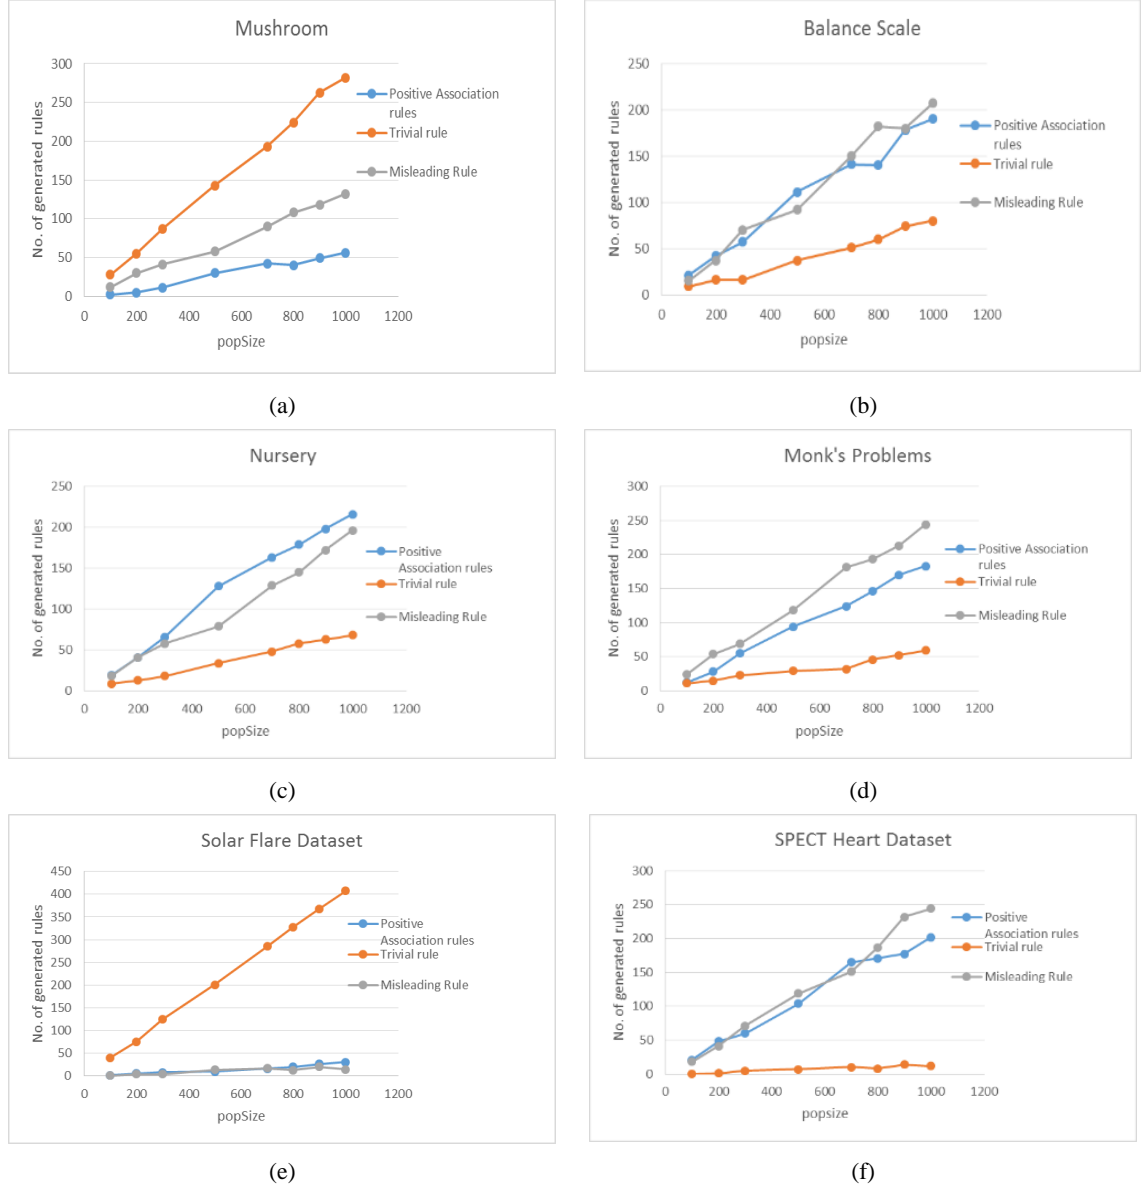 Mushroom
No. of generated rules
300
250
200
150
100
50
0
0 200 400 600 800 1000 1200
popSize
Positive Association
rules
Trivial rule
Misleading Rule
(a)
Balance Scale
No. of generated rules
250
200
150
100
50
0
0 200 400 600 800 1000 1200
popsize
Positive Association
rules
Trivial rule
Misleading Rule
(b)
Nursery
No. of generated rules
250
200
150
100
50
0
0 200 400 600 800 1000 1200
popSize
Positive
Association rules
Trivial rule
Misleading Rule
(c)
Monk's Problems
No. of generated rules
300
250
200
150
100
50
0
0 200 400 600 800 1000 1200
popSize
Positive Association
rules
Trivial rule
Misleading Rule
(d)
Solar Flare Dataset
No. of generated rules
450
400
350
300
250
200
150
100
50
0
0 200 400 600 800 1000 1200
popSize
Positive
Association rules
Trivial rule
Misleading Rule
(e)
SPECT Heart Dataset
No. of generated rules
300
250
200
150
100
50
0
0 200 400 600 800 1000 1200
popsize
Positive
Association rules
Trivial rule
Misleading Rule
(f)